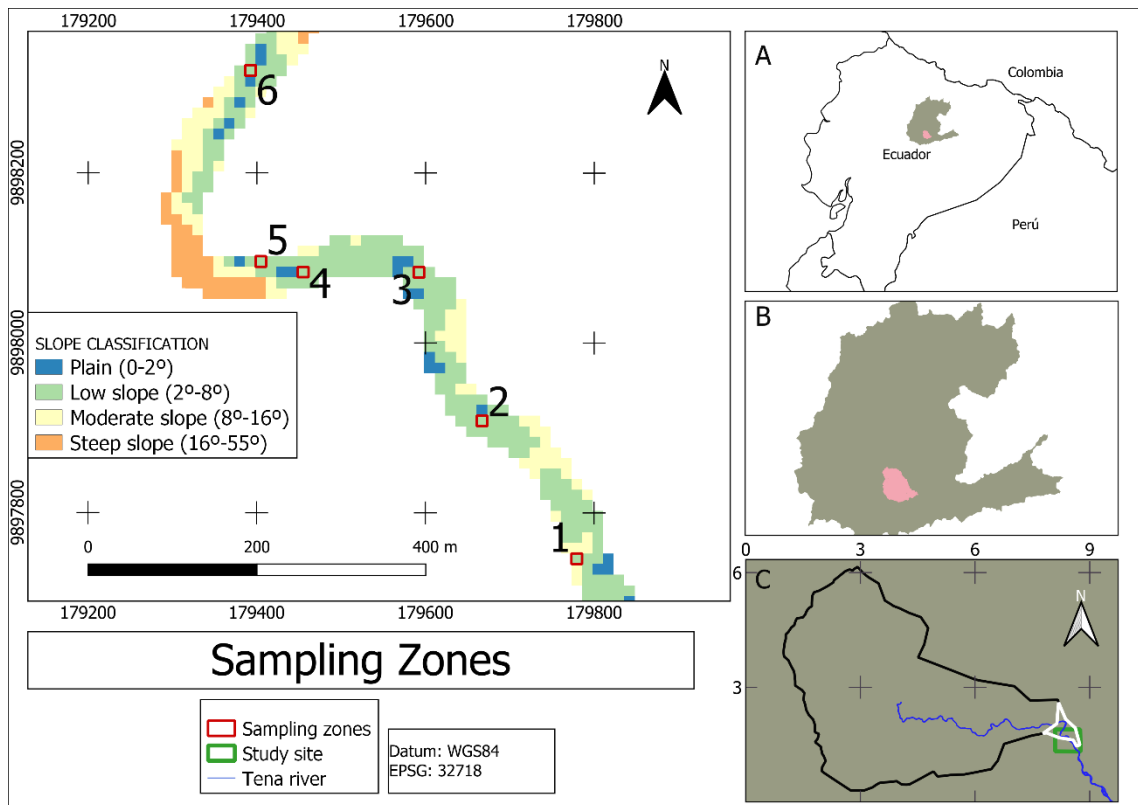 179200 179400 179600 179800
N
6
9898200
5
4
3
9898000
SLOPE CLASSIFICATION
Plain (0-2º)
Low slope (2º-8º)
Moderate slope (8º-16º)
Steep slope (16º-55º)
2
9897800
1
0 200 400 m
179200 179400 179600 179800
Sampling Zones
Sampling zones
Study site
Tena river
Datum: WGS84
EPSG: 32718
A
Colombia
Ecuador
Perú
B
0 3 6 9
C
6
N
3